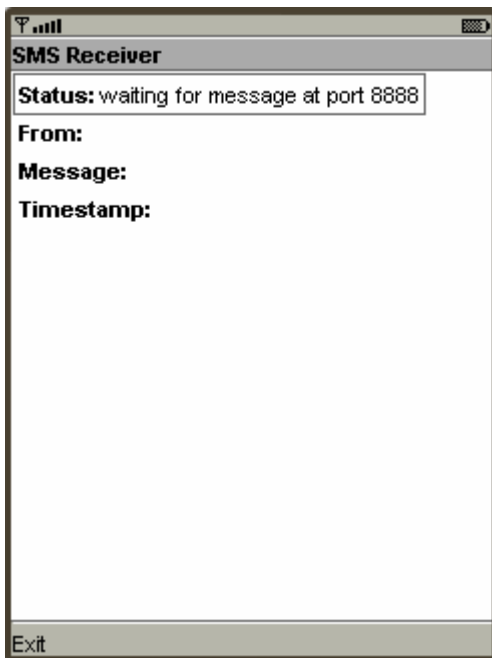 SMS Receiver
Status: waiting for message at port 8888
From:
Message:
Timestamp:
Exit